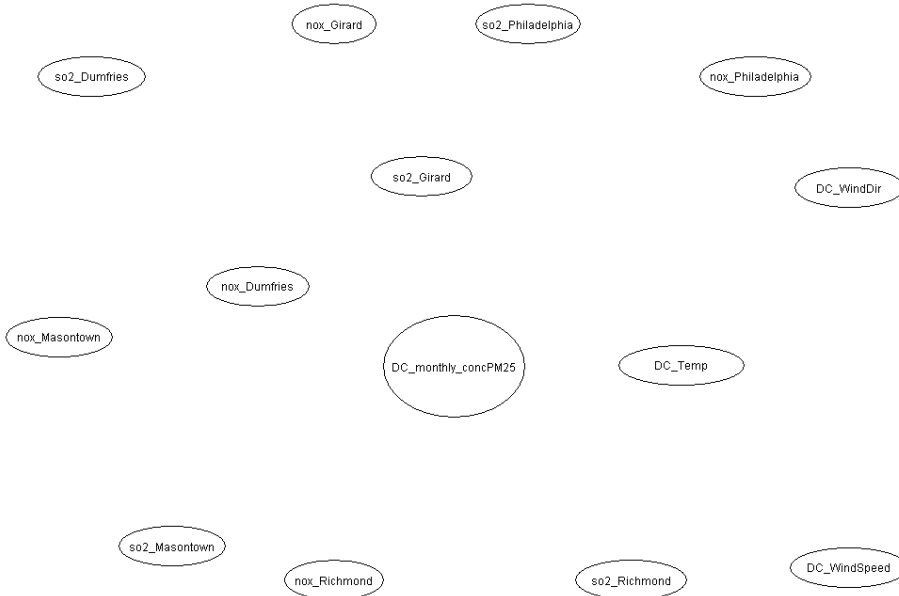 nox_Girard
so2_Philadelphia
so2_Dumfries
nox_Philadelphia
so2_Girard
DC_WindDir
nox_Dumfries
nox_Masontown
DC_monthly_concPM25
DC_Temp
so2_Masontown
nox_Richmond
so2_Richmond
DC_WindSpeed